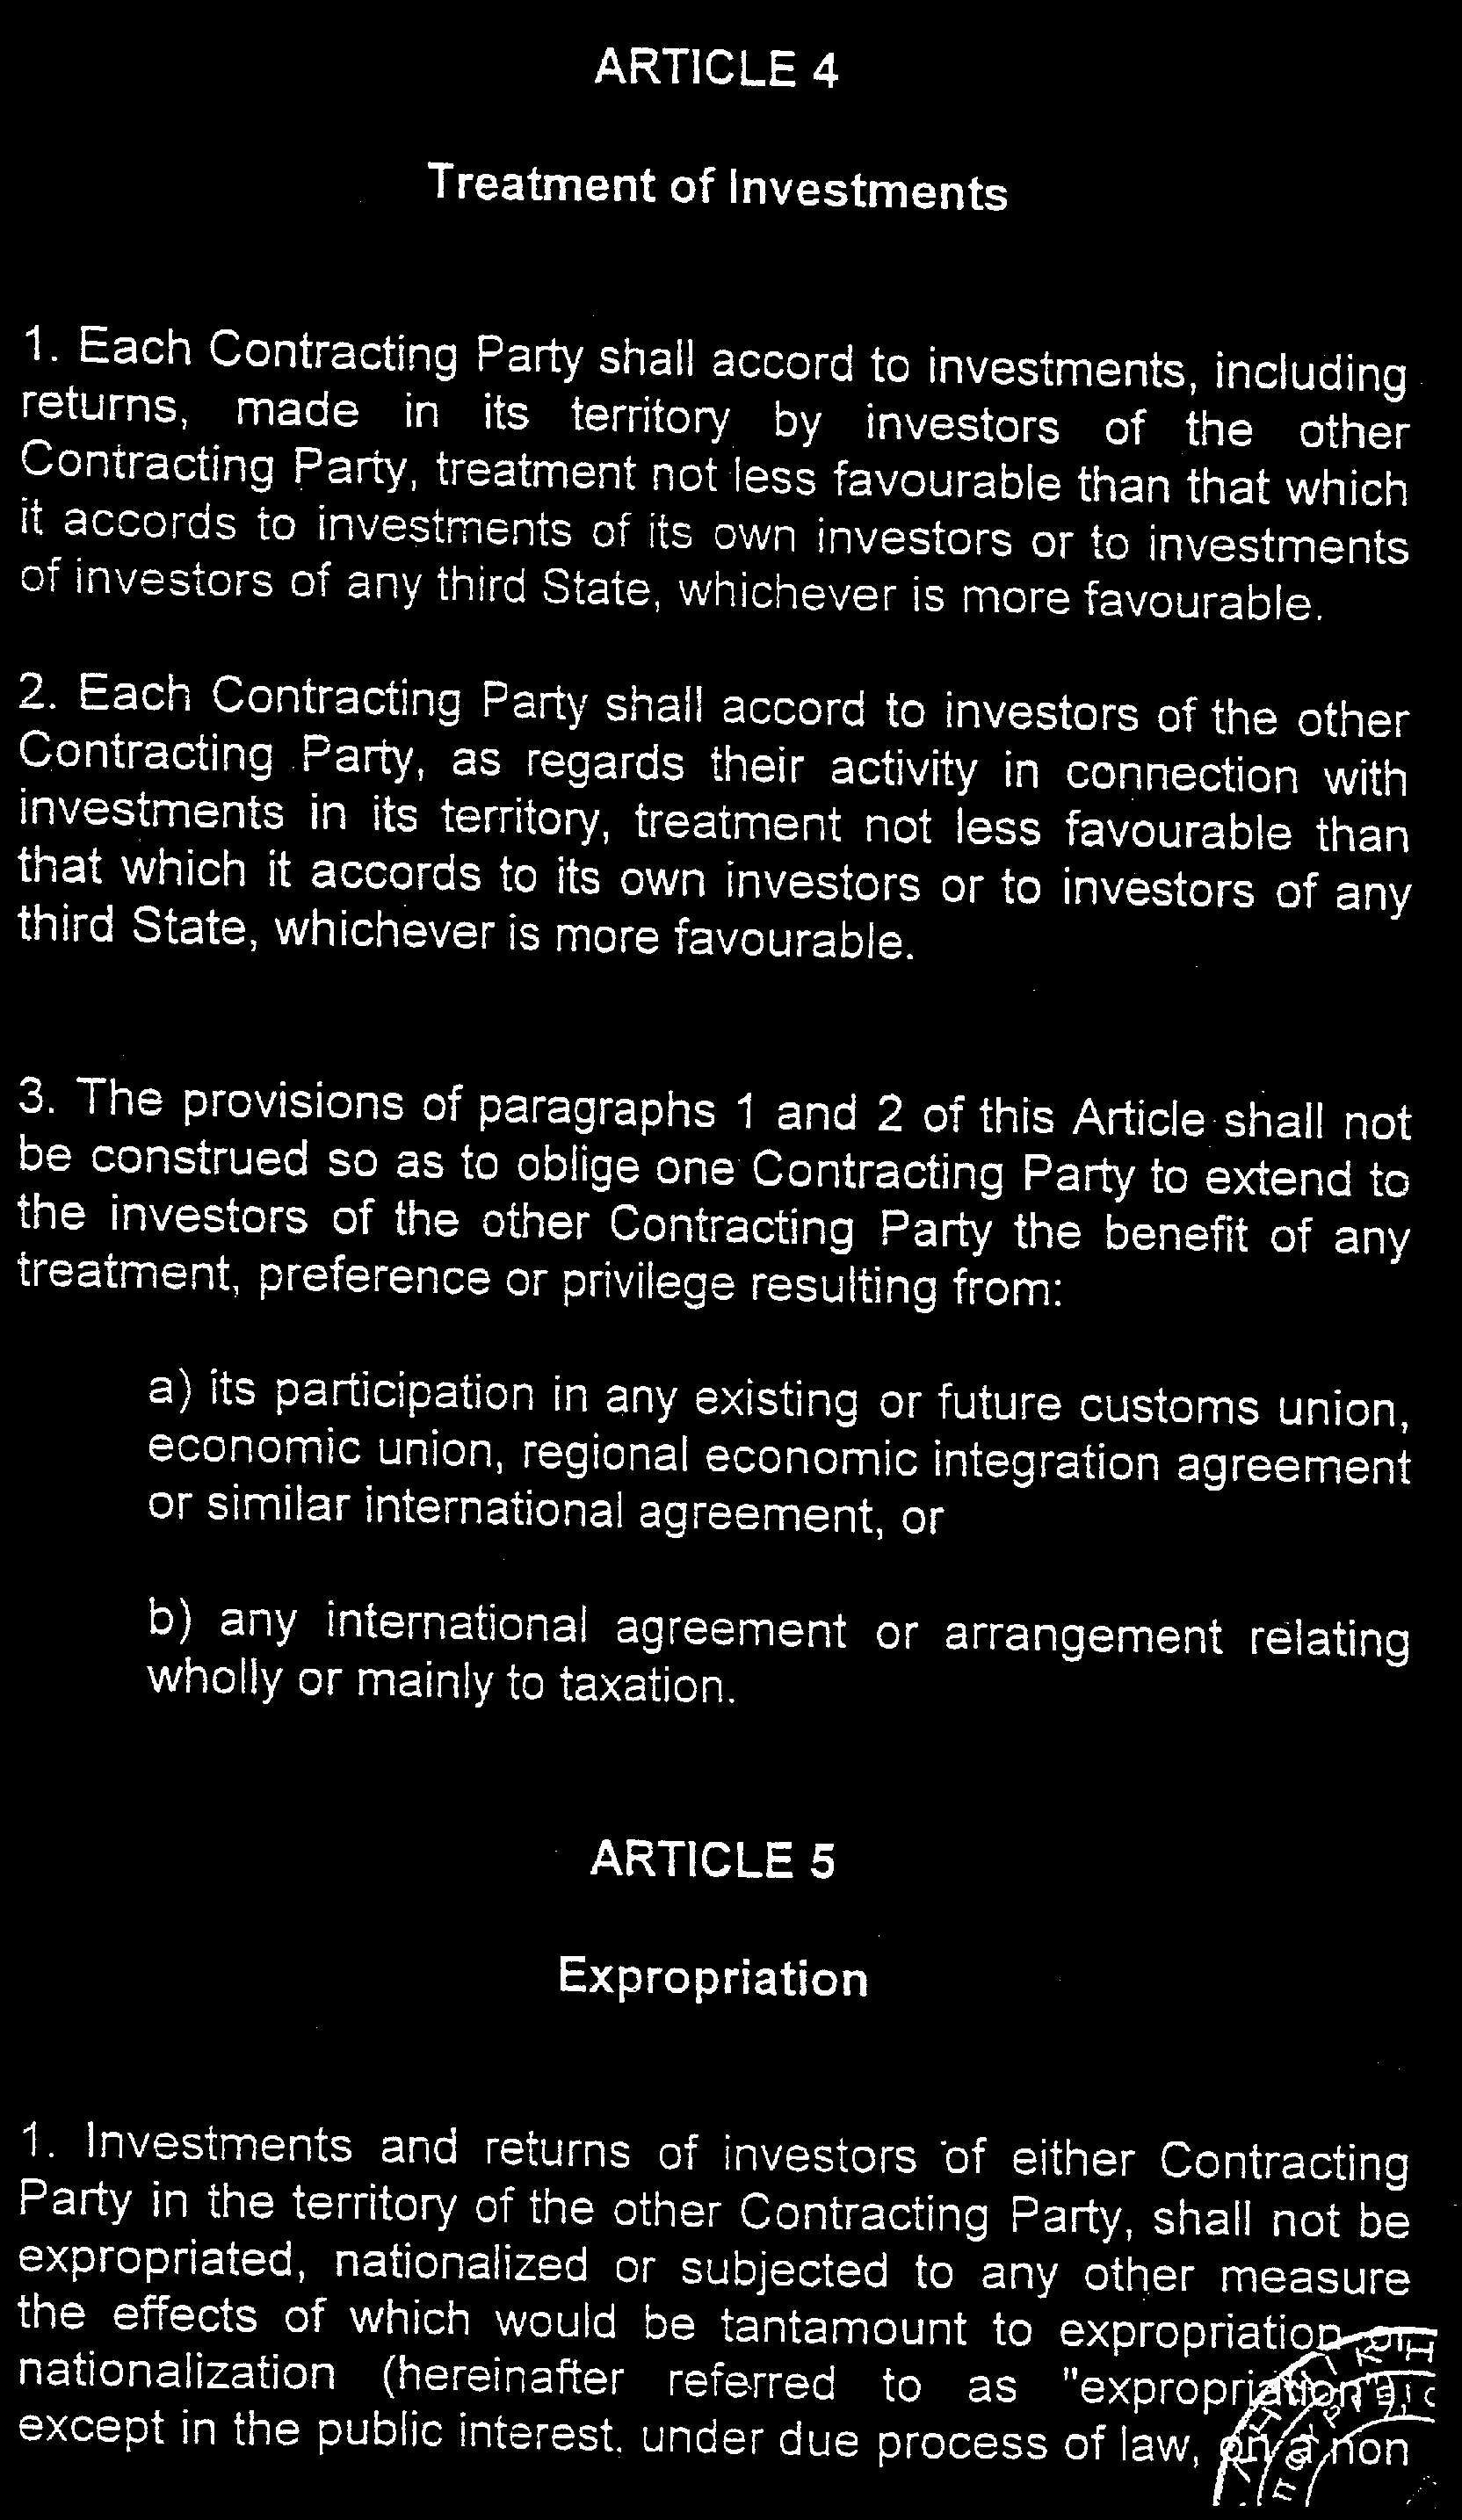 ARTICLE 4
Treatment of Investments
1. Each Contracting Party shall accord to investments, including
returns, made in its territory by investors of the other
Contracting Party, treatment not less favourable than that which
it accords to investments of its own investors or to investments
of investors of any third State, whichever is more favourable.
2. Each Contracting Party shall accord to investors of the other
Contracting Party, as regards their activity in connection with
investments in its territory, treatment not less favourable than
that which it accords to its own investors or to investors of any
third State, whichever is more favourable.
3. The provisions of paragraphs 1 and 2 of this Article shall not
be construed so as to oblige one Contracting Party to extend to
the investors of the other Contracting Party the benefit of any
treatment, preference or privilege resulting from:
a) its participation in any existing or future customs union,
economic union, regional economic integration agreement
or similar international agreement, or
b) any international agreement or arrangement relating
wholly or mainly to taxation.
ARTICLE 5
Expropriation
1. Investments and returns of investors of either Contracting
Party in the territory of the other Contracting Party, shall not be
expropriated, nationalized or subjected to any other measure
the effects of which would be tantamount to expropriation or
nationalization (hereinafter referred to as "expropriation"),
except in the public interest, under due process of law, on a non